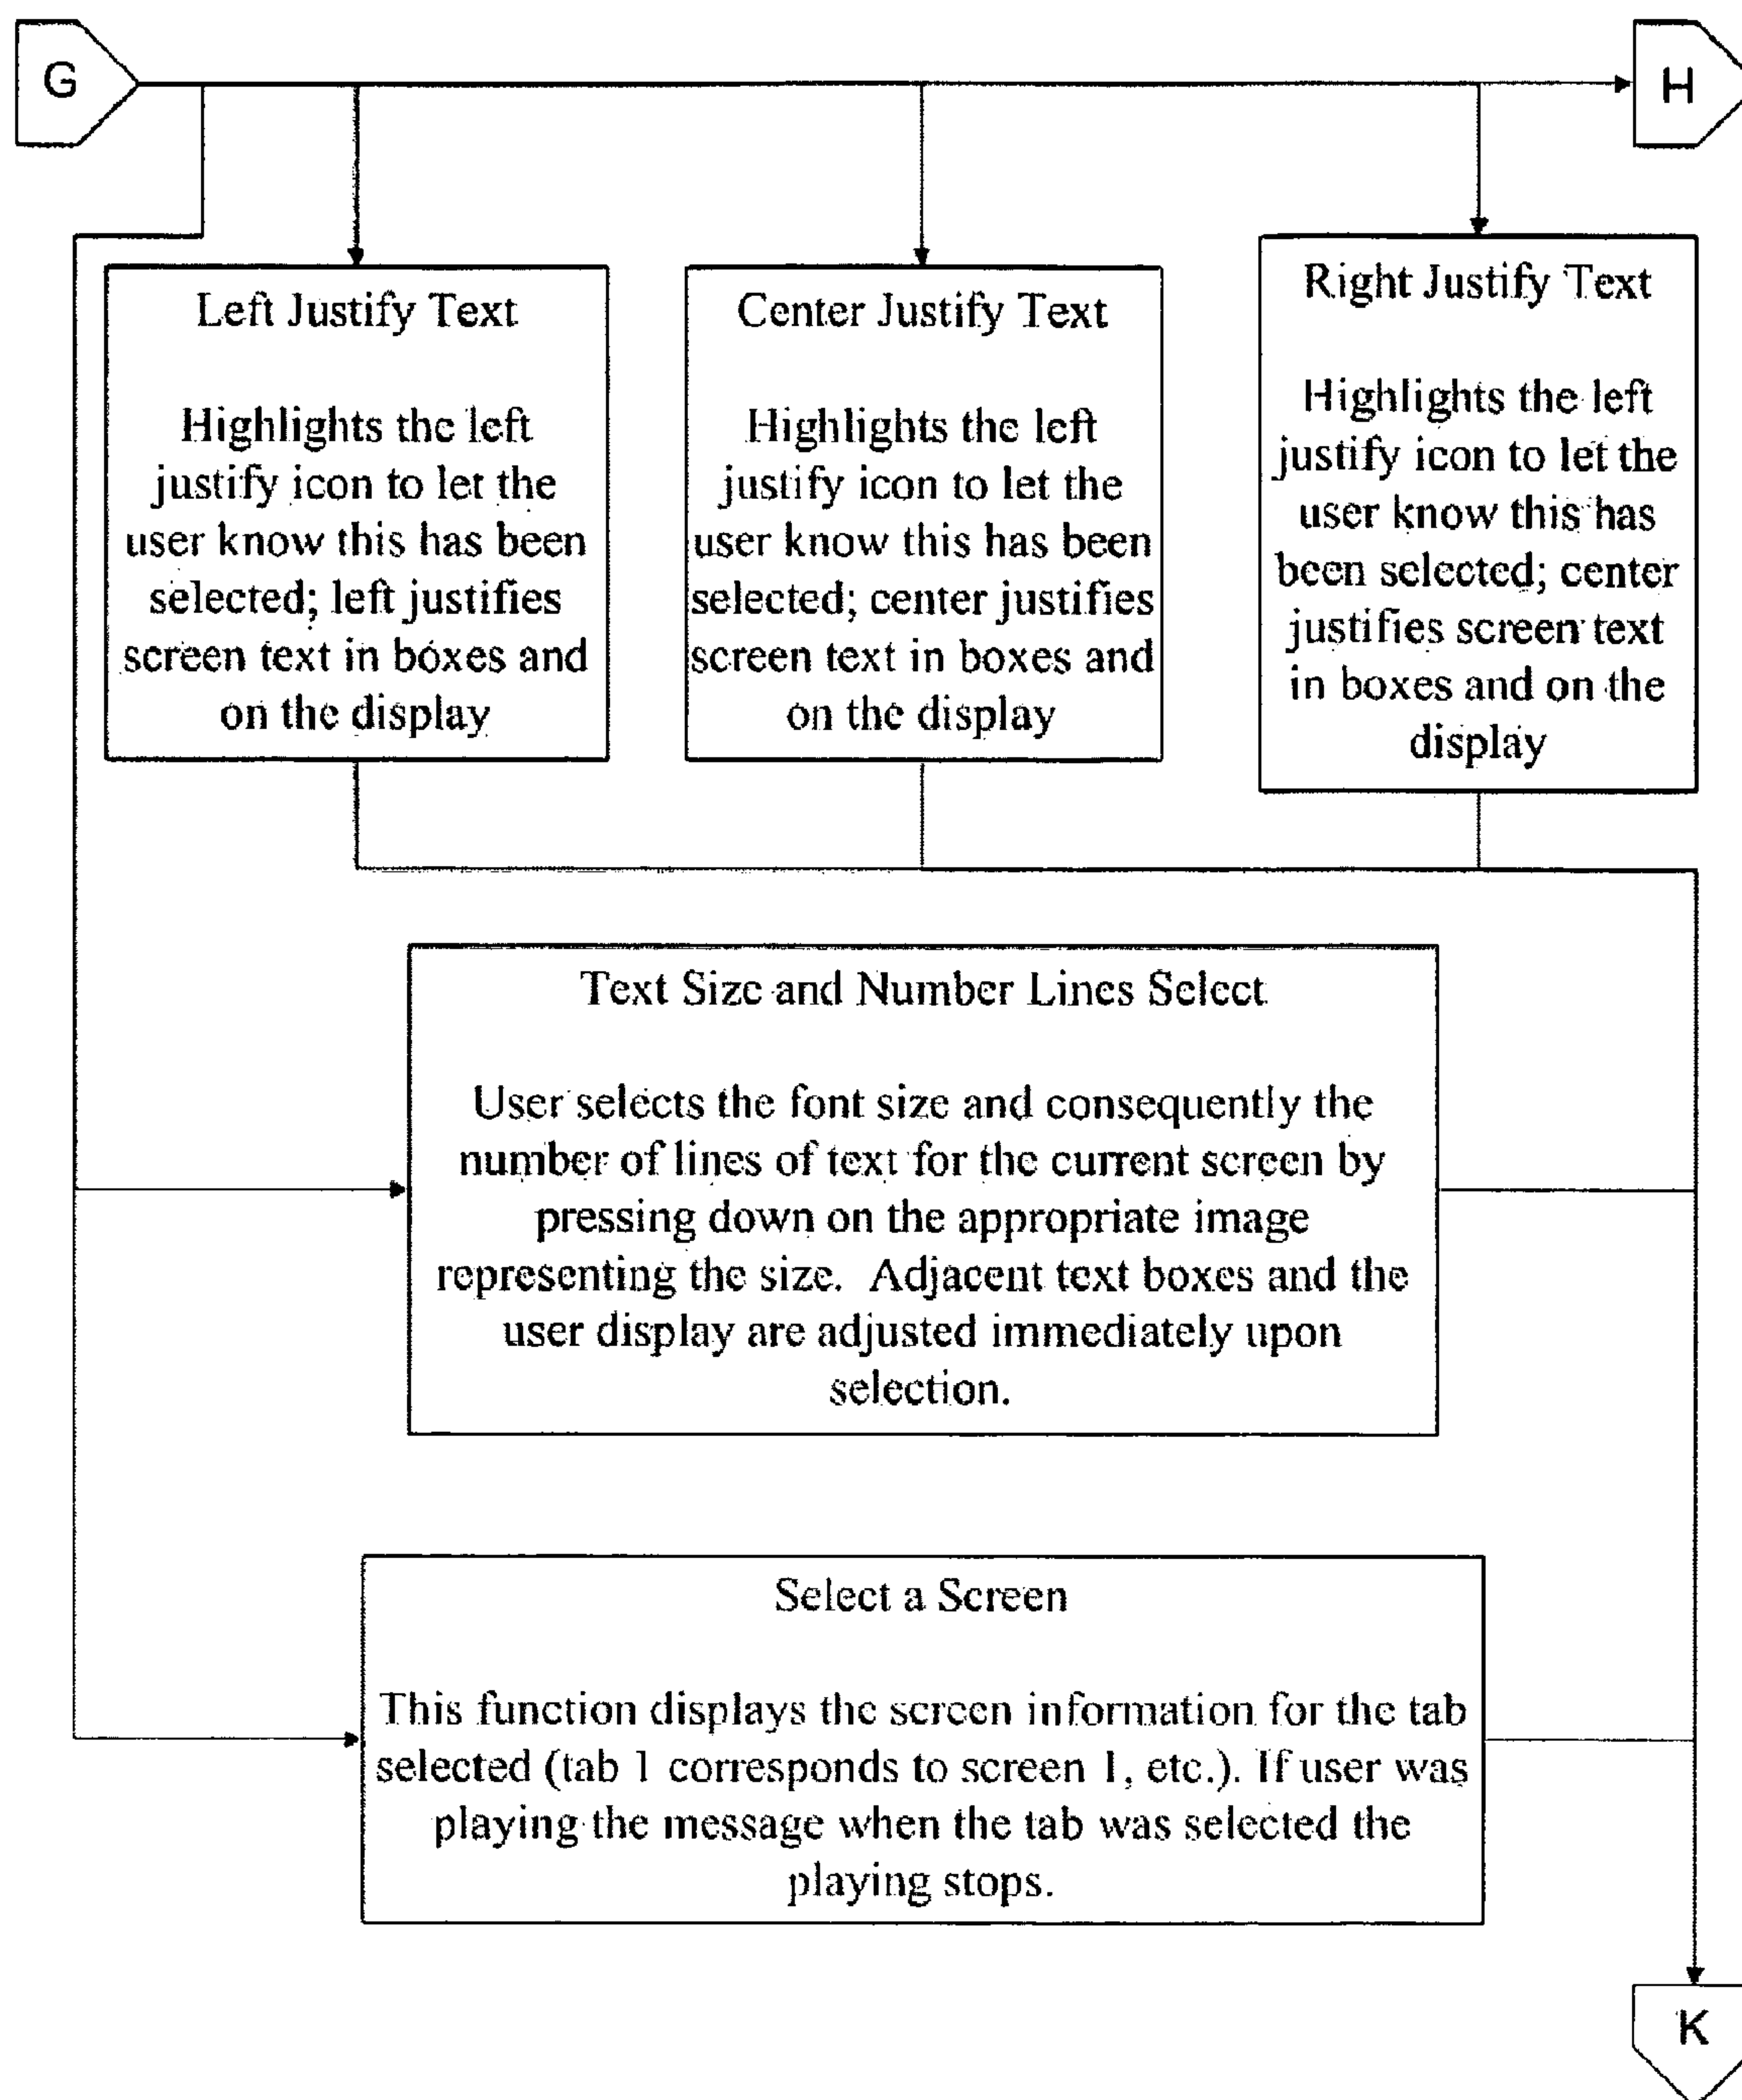 G
H
Left Justify Text
Highlights the left
justify icon to let the
user know this has been
selected; left justifies
screen text in boxes and
on the display
Center Justify Text
Highlights the left
justify icon to let the
user know this has been
selected; center justifies
screen text in boxes and
on the display
Right Justify Text
Highlights the left
justify icon to let the
user know this has
been selected; center
justifies screen text
in boxes and on the
display
Text Size and Number Lines Select
User selects the font size and consequently the
number of lines of text for the current screen by
pressing down on the appropriate image
representing the size.  Adjacent text boxes and the
user display are adjusted immediately upon
selection.
Select a Screen
This function displays the screen information for the tab
selected (tab 1 corresponds to screen 1, etc.). If user was
playing the message when the tab was selected the
playing stops.
K